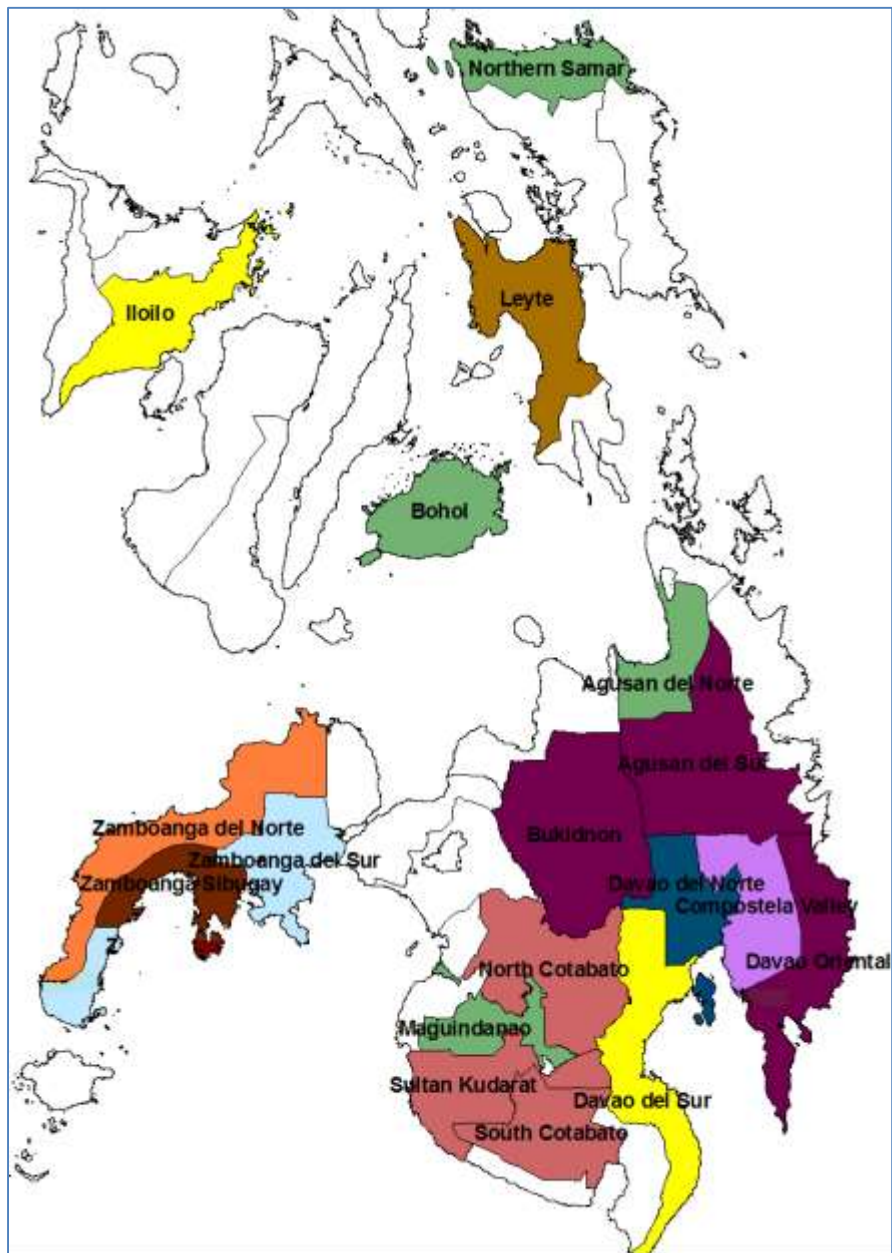 Northern Samar
Leyte
Iloilo
Bohol
Agusan del Norte
Agusan del Sur
Zamboanga del Norte
Bukidnon
Zamboanga del Sur
Zamboanga Sibugay
Davao del Norte
Compostela Valley
Z
Davao Oriental
North Cotabato
Maguindanao
Sultan Kudarat
Davao del Sur
South Cotabato